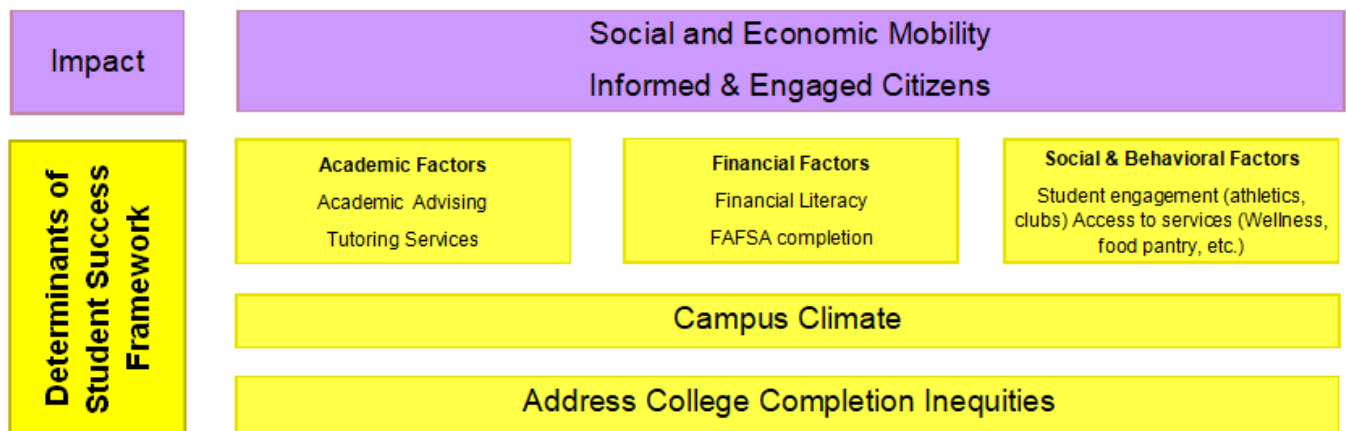 Impact
Social and Economic Mobility
Informed & Engaged Citizens
Determinants of
Student Success
Framework
Academic Factors
Academic Advising
Tutoring Services
Financial Factors
Financial Literacy
FAFSA completion
Social & Behavioral Factors
Student engagement (athletics,
clubs) Access to services (Wellness,
food pantry, etc.)
Campus Climate
Address College Completion Inequities